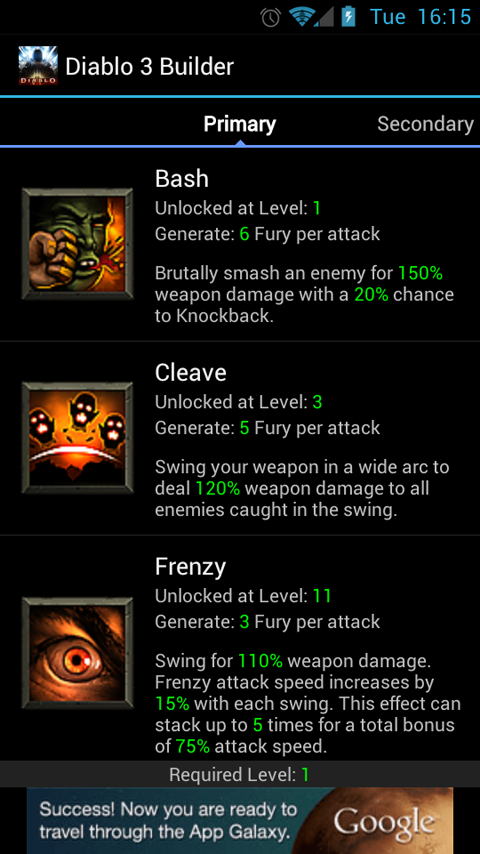 Tue 16:15
DIABLO
Diablo 3 Builder
Primary
Secondary
Bash
Unlocked at Level: 1
Generate: 6 Fury per attack
Brutally smash an enemy for 150%
weapon damage with a 20% chance
to Knockback.
Cleave
Unlocked at Level: 3
Generate: 5 Fury per attack
Swing your weapon in a wide arc to
deal 120% weapon damage to all
enemies caught in the swing.
Frenzy
Unlocked at Level: 11
Generate: 3 Fury per attack
Swing for 110% weapon damage.
Frenzy attack speed increases by
15% with each swing. This effect can
stack up to 5 times for a total bonus
of 75% attack speed.
Required Level: 1
Success! Now you are ready to
travel through the App Galaxy.
Google